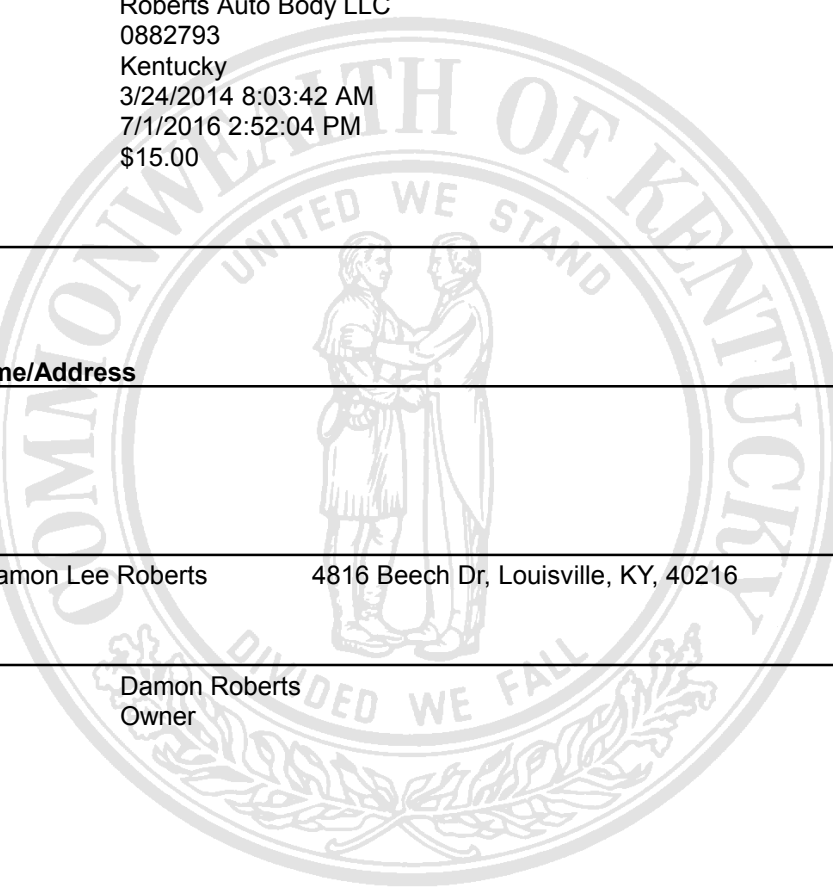 Roberts Auto Body LLC
0882793
Kentucky
3/24/2014 8:03:42 AM
7/1/2016 2:52:04 PM
$15.00
COMMONWEALTH OF KENTUCKY
UNITED WE STAND
me/Address
amon Lee Roberts 4816 Beech Dr, Louisville, KY, 40216
DIVIDED WE FALL
Damon Roberts
Owner